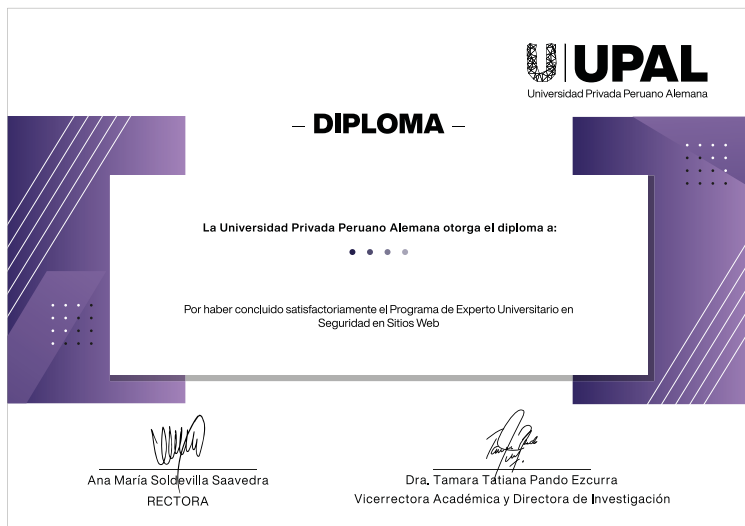 UPAL
Universidad Privada Peruano Alemana
– DIPLOMA –
La Universidad Privada Peruano Alemana otorga el diploma a:
Por haber concluido satisfactoriamente el Programa de Experto Universitario en
Seguridad en Sitios Web
Ana María Soldevilla Saavedra
RECTORA
Dra. Tamara Tatiana Pando Ezcurra
Vicerrectora Académica y Directora de Investigación